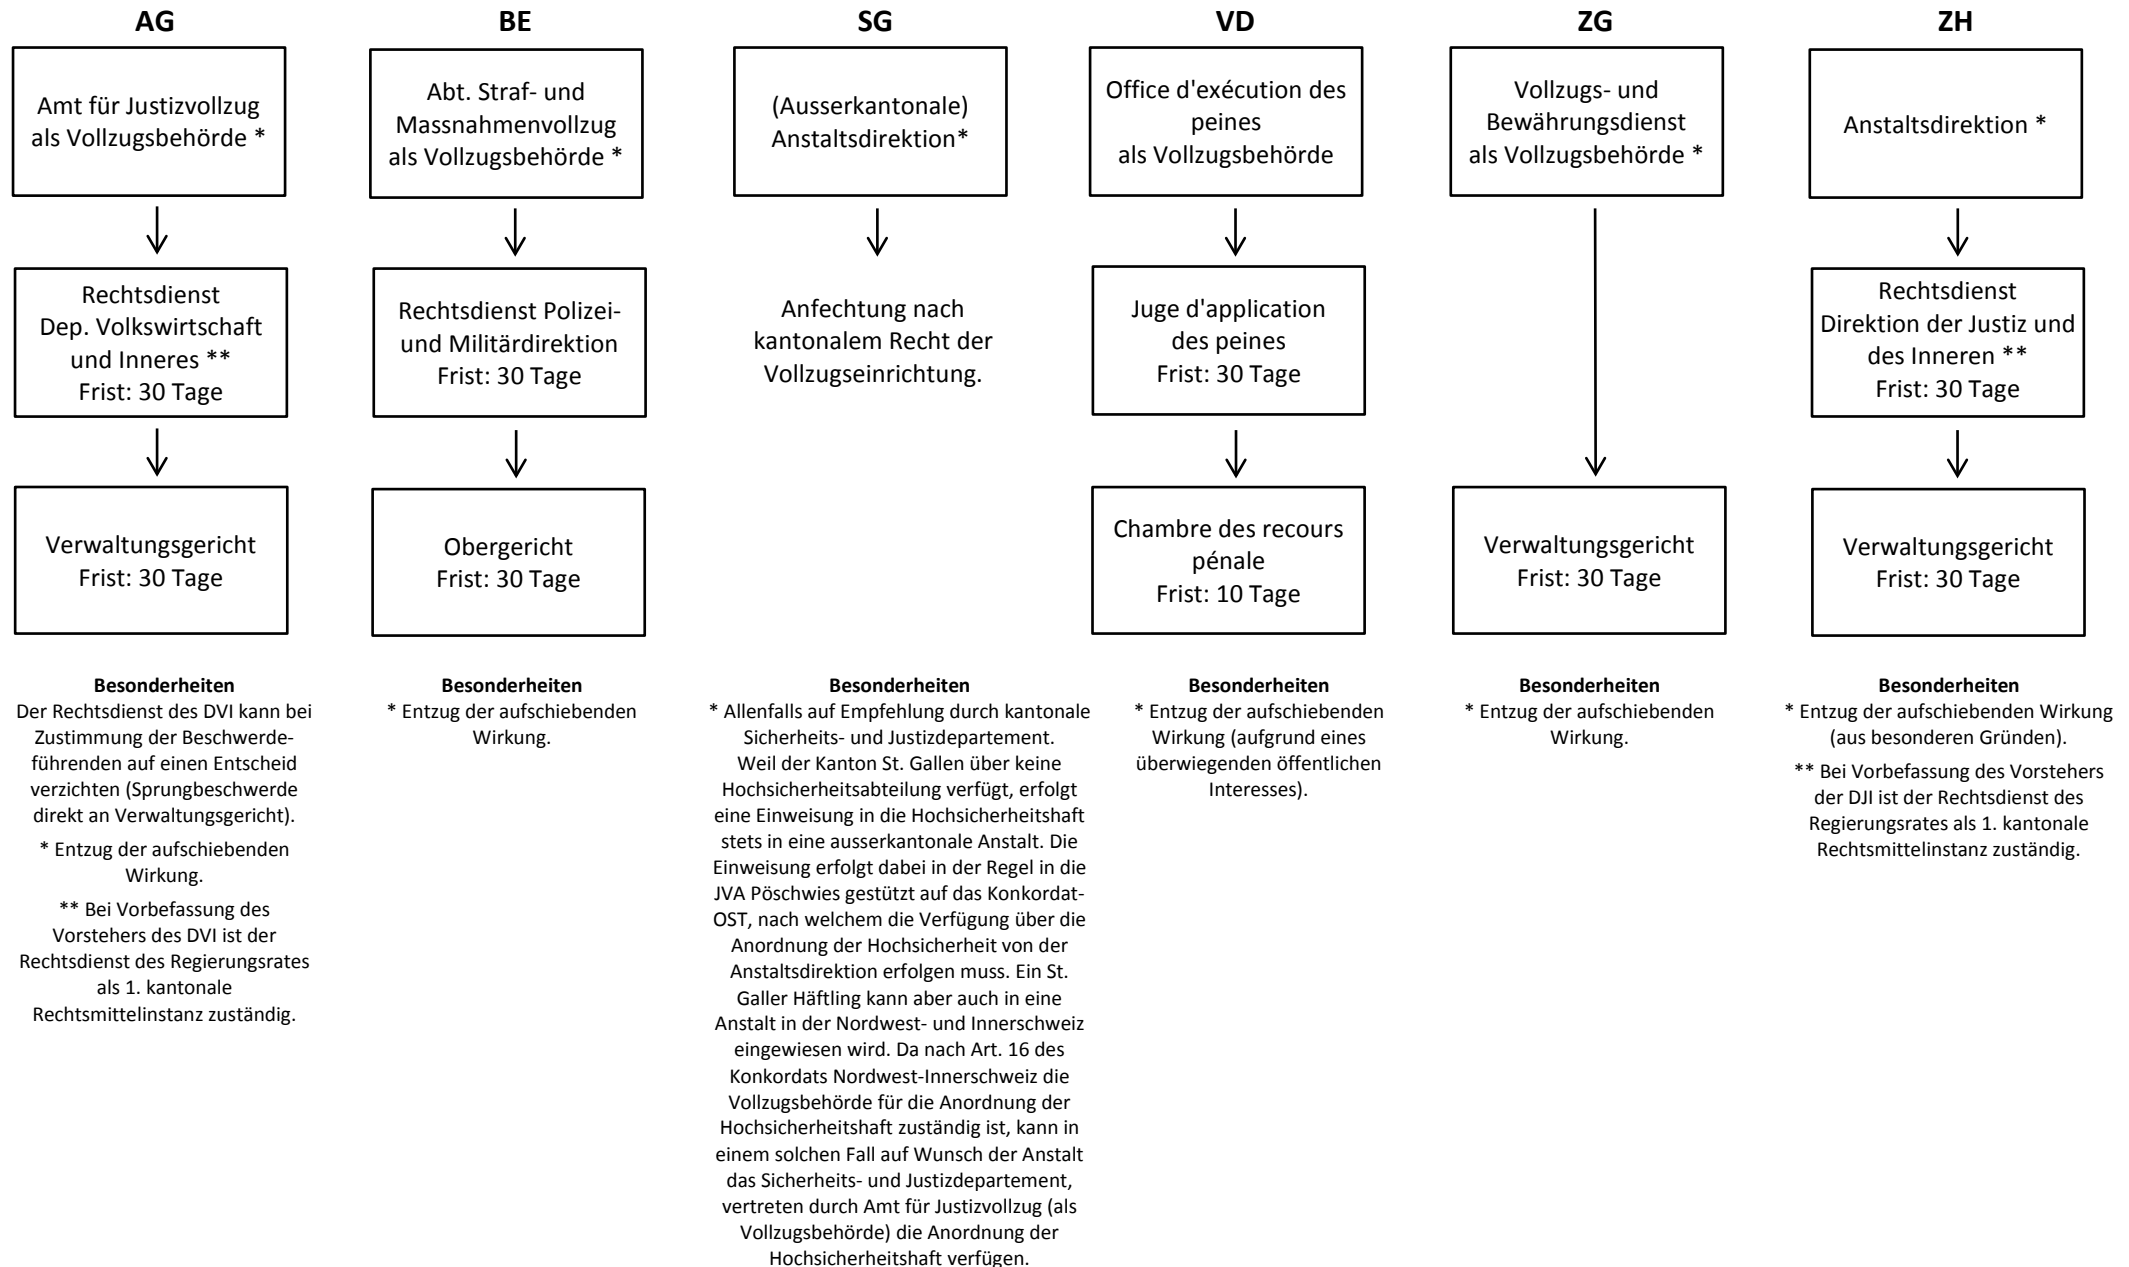 AG
Amt für Justizvollzug
als Vollzugsbehörde *
Rechtsdienst
Dep. Volkswirtschaft
und Inneres **
Frist: 30 Tage
Verwaltungsgericht
Frist: 30 Tage
Besonderheiten
Der Rechtsdienst des DVI kann bei
Zustimmung der Beschwerde-
führenden auf einen Entscheid
verzichten (Sprungbeschwerde
direkt an Verwaltungsgericht).
* Entzug der aufschiebenden
Wirkung.
** Bei Vorbefassung des
Vorstehers des DVI ist der
Rechtsdienst des Regierungsrates
als 1. kantonale
Rechtsmittelinstanz zuständig.
BE
Abt. Straf- und
Massnahmenvollzug
als Vollzugsbehörde *
Rechtsdienst Polizei-
und Militärdirektion
Frist: 30 Tage
Obergericht
Frist: 30 Tage
Besonderheiten
* Entzug der aufschiebenden
Wirkung.
SG
(Ausserkantonale)
Anstaltsdirektion*
Anfechtung nach
kantonalem Recht der
Vollzugseinrichtung.
Besonderheiten
* Allenfalls auf Empfehlung durch kantonale
Sicherheits- und Justizdepartement.
Weil der Kanton St. Gallen über keine
Hochsicherheitsabteilung verfügt, erfolgt
eine Einweisung in die Hochsicherheitshaft
stets in eine ausserkantonale Anstalt. Die
Einweisung erfolgt dabei in der Regel in die
JVA Pöschwies gestützt auf das Konkordat-
OST, nach welchem die Verfügung über die
Anordnung der Hochsicherheit von der
Anstaltsdirektion erfolgen muss. Ein St.
Galler Häftling kann aber auch in eine
Anstalt in der Nordwest- und Innerschweiz
eingewiesen wird. Da nach Art. 16 des
Konkordats Nordwest-Innerschweiz die
Vollzugsbehörde für die Anordnung der
Hochsicherheitshaft zuständig ist, kann in
einem solchen Fall auf Wunsch der Anstalt
das Sicherheits- und Justizdepartement,
vertreten durch Amt für Justizvollzug (als
Vollzugsbehörde) die Anordnung der
Hochsicherheitshaft verfügen.
VD
Office d'exécution des
peines
als Vollzugsbehörde
Juge d'application
des peines
Frist: 30 Tage
Chambre des recours
pénale
Frist: 10 Tage
Besonderheiten
* Entzug der aufschiebenden
Wirkung (aufgrund eines
überwiegenden öffentlichen
Interesses).
ZG
Vollzugs- und
Bewährungsdienst
als Vollzugsbehörde *
Verwaltungsgericht
Frist: 30 Tage
Besonderheiten
* Entzug der aufschiebenden
Wirkung.
ZH
Anstaltsdirektion *
Rechtsdienst
Direktion der Justiz und
des Inneren **
Frist: 30 Tage
Verwaltungsgericht
Frist: 30 Tage
Besonderheiten
* Entzug der aufschiebenden Wirkung
(aus besonderen Gründen).
** Bei Vorbefassung des Vorstehers
der DJI ist der Rechtsdienst des
Regierungsrates als 1. kantonale
Rechtsmittelinstanz zuständig.